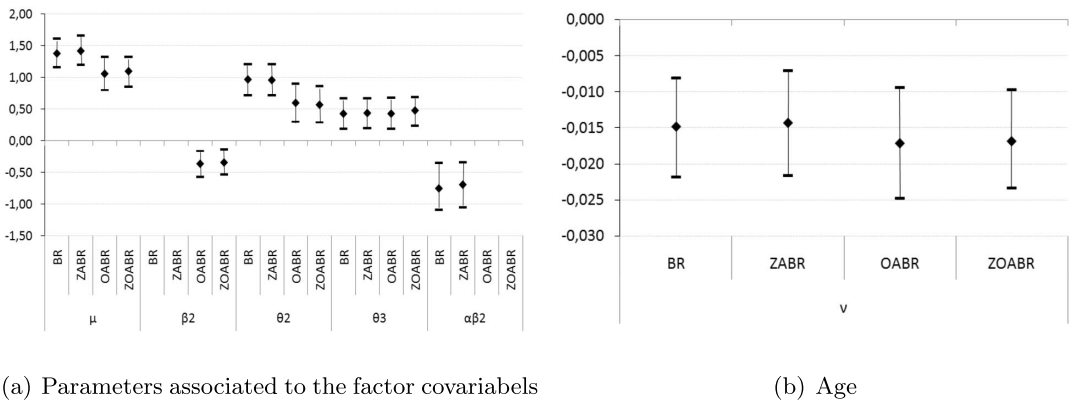 2,00
1,50
1,00
0,50
0,00
-0,50
-1,00
-1,50
BR ZABR OABR ZOABR BR ZABR OABR ZOABR BR ZABR OABR ZOABR BR ZABR OABR ZOABR BR ZABR OABR ZOABR
μ β2 θ2 θ3 αβ2
(a) Parameters associated to the factor covariabels
0,000
-0,005
-0,010
-0,015
-0,020
-0,025
-0,030
BR ZABR OABR ZOABR
ν
(b) Age